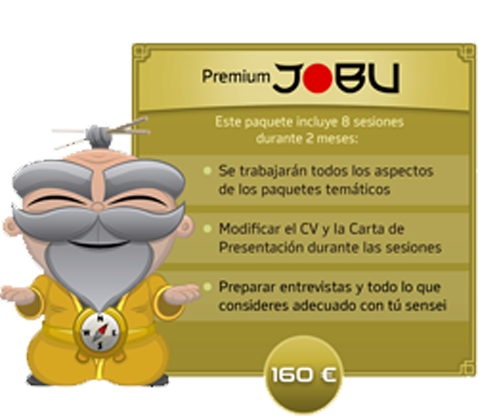 Premium JOBU
Este paquete incluye 8 sesiones
durante 2 meses:
Se trabajarán todos los aspectos
de los paquetes temáticos
Modificar el CV y la Carta de
Presentación durante las sesiones
Preparar entrevistas y todo lo que
consideres adecuado con tú sensei
N
W E
S
160 €